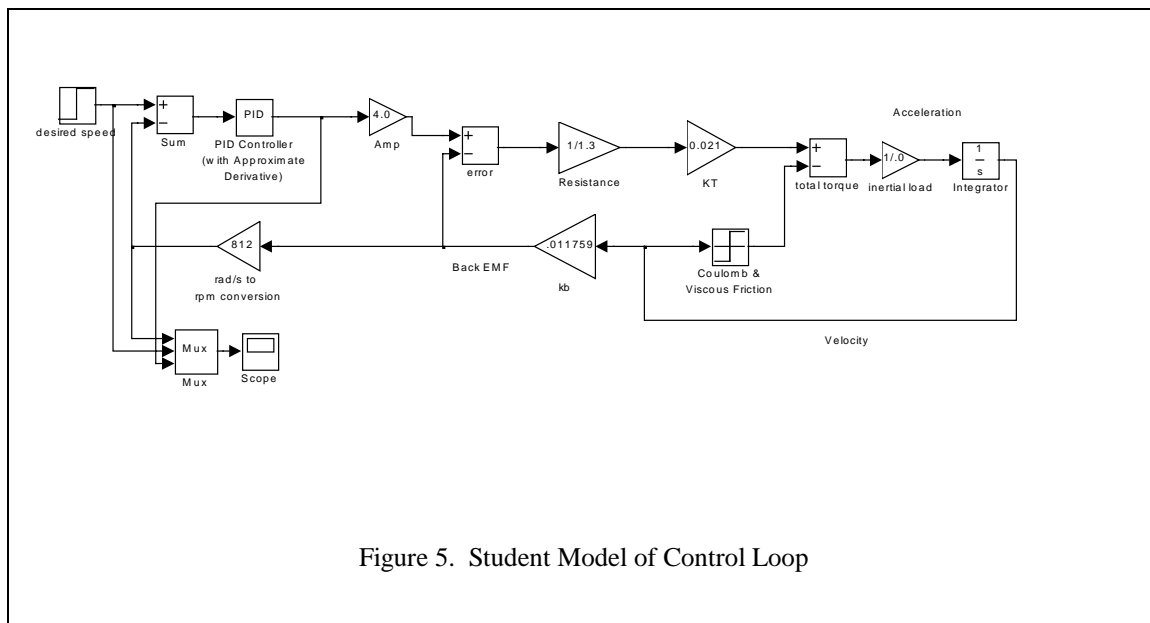 desired speed
+
−
Sum
PID
PID Controller
(with Approximate
Derivative)
4.0
Amp
+
−
error
1/1.3
Resistance
0.021
KT
+
−
total torque
1/.0
inertial load
Acceleration
1
s
Integrator
812
rad/s to
rpm conversion
Back EMF
.011759
kb
Coulomb &
Viscous Friction
Velocity
Mux
Mux
Scope
Figure 5. Student Model of Control Loop